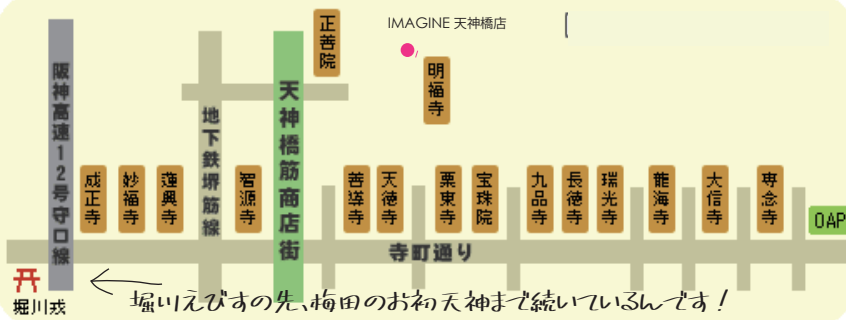 IMAGINE 天神橋店
正善院
明福寺
阪神高速12号守口線
地下鉄堺筋線
天神橋筋商店街
成正寺
妙福寺
蓮興寺
智源寺
善導寺
天徳寺
栗東寺
宝珠院
九品寺
長徳寺
瑞光寺
龍海寺
大信寺
専念寺
OAP
寺町通り
堀川戎
堀川えびすの先、梅田のお初天神まで続いているんです!